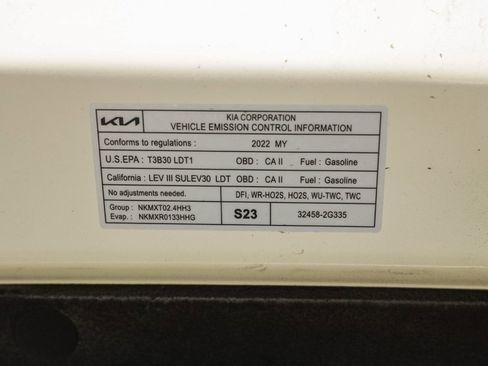 KIA
KIA CORPORATION
VEHICLE EMISSION CONTROL INFORMATION
Conforms to regulations : 2022 MY
U.S.EPA : T3B30 LDT1 OBD : CA II Fuel : Gasoline
California : LEV III SULEV30 LDT OBD : CA II Fuel : Gasoline
No adjustments needed. DFI, WR-HO2S, HO2S, WU-TWC, TWC
Group : NKMXT02.4HH3
Evap. : NKMXR0133HHG
S23
32458-2G335